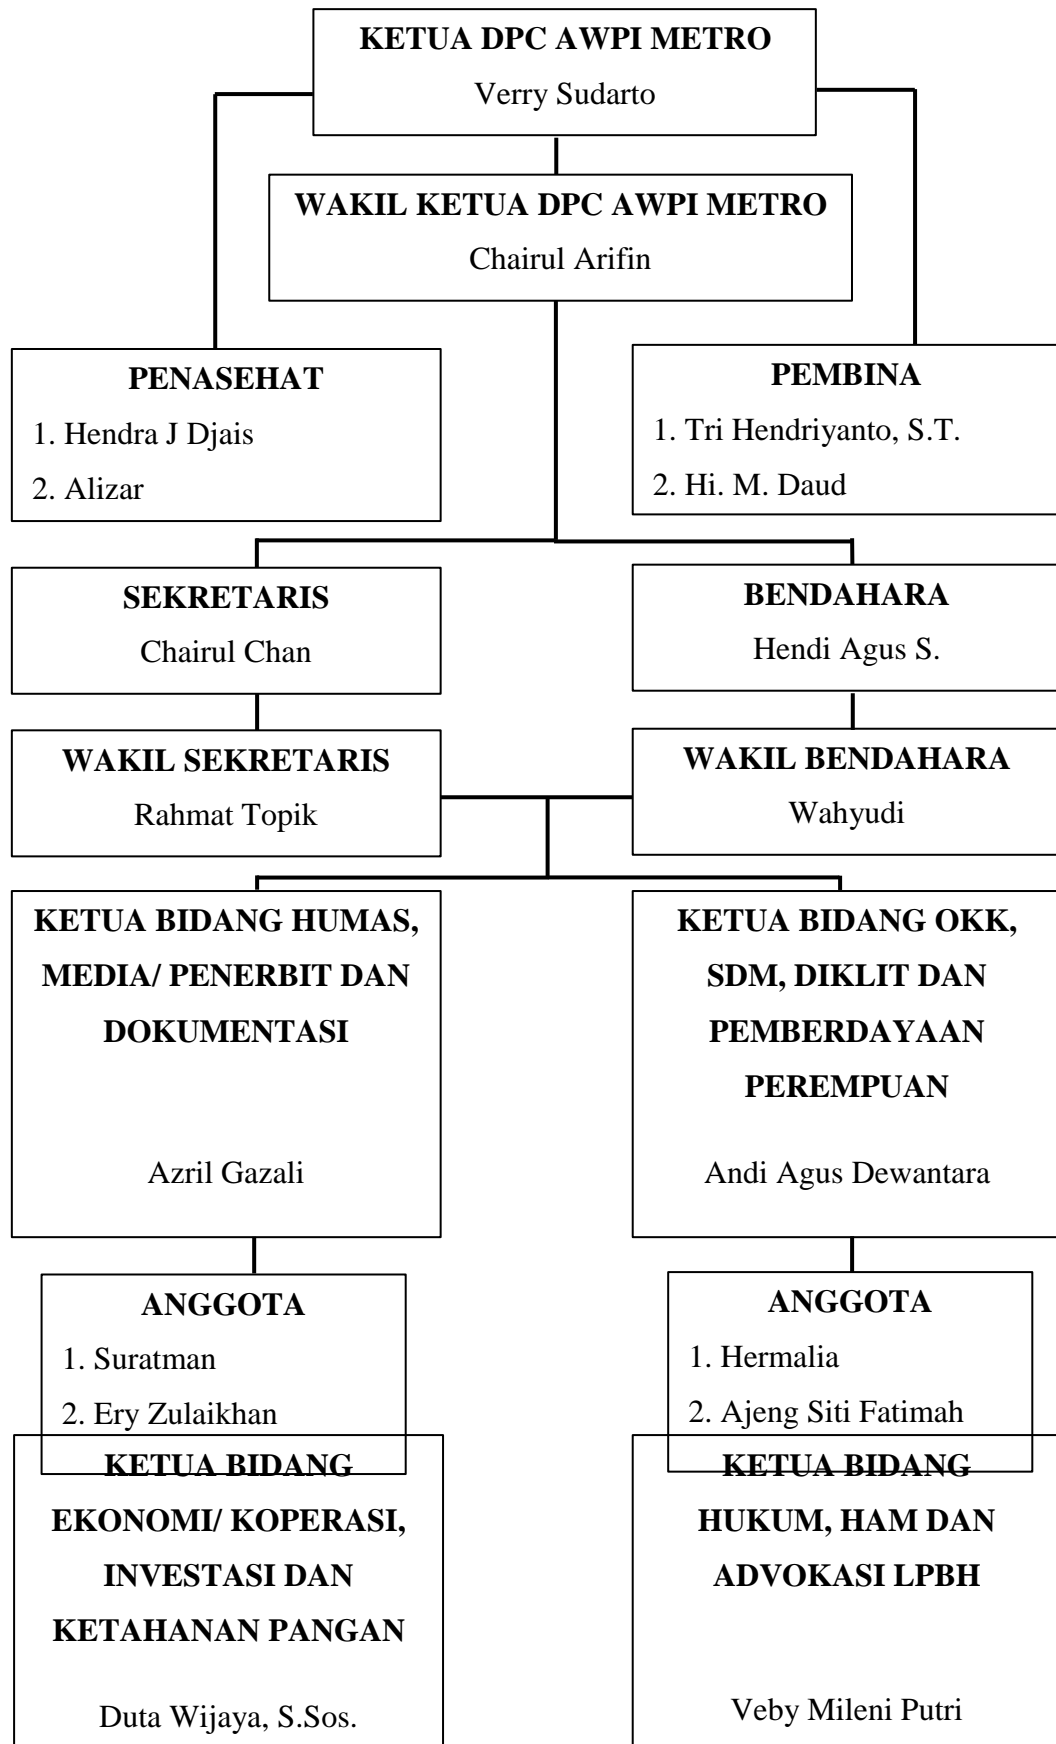 KETUA DPC AWPI METRO
Verry Sudarto
WAKIL KETUA DPC AWPI METRO
Chairul Arifin
PENASEHAT
1. Hendra J Djais
2. Alizar
PEMBINA
1. Tri Hendriyanto, S.T.
2. Hi. M. Daud
SEKRETARIS
Chairul Chan
BENDAHARA
Hendi Agus S.
WAKIL SEKRETARIS
Rahmat Topik
WAKIL BENDAHARA
Wahyudi
KETUA BIDANG HUMAS,
MEDIA/ PENERBIT DAN
DOKUMENTASI
Azril Gazali
KETUA BIDANG OKK,
SDM, DIKLIT DAN
PEMBERDAYAAN
PEREMPUAN
Andi Agus Dewantara
ANGGOTA
1. Suratman
2. Ery Zulaikhan
ANGGOTA
1. Hermalia
2. Ajeng Siti Fatimah
KETUA BIDANG
EKONOMI/ KOPERASI,
INVESTASI DAN
KETAHANAN PANGAN
Duta Wijaya, S.Sos.
KETUA BIDANG
HUKUM, HAM DAN
ADVOKASI LPBH
Veby Mileni Putri